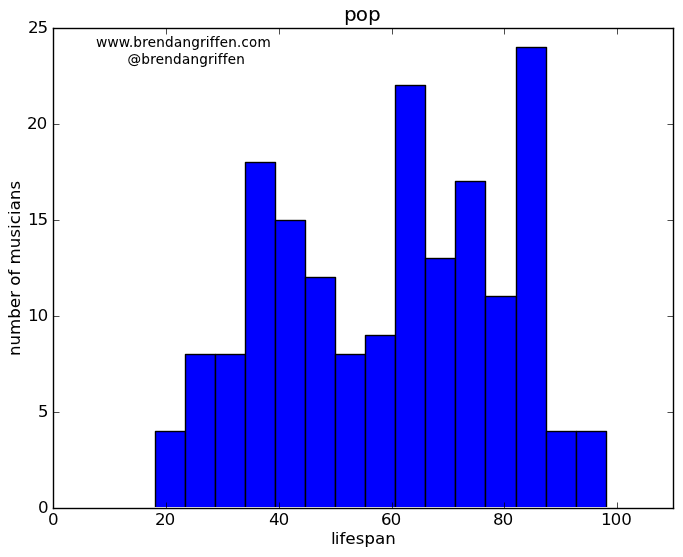 pop
www.brendangriffen.com
@brendangriffen
number of musicians
25
20
15
10
5
0
0 20 40 60 80 100
lifespan